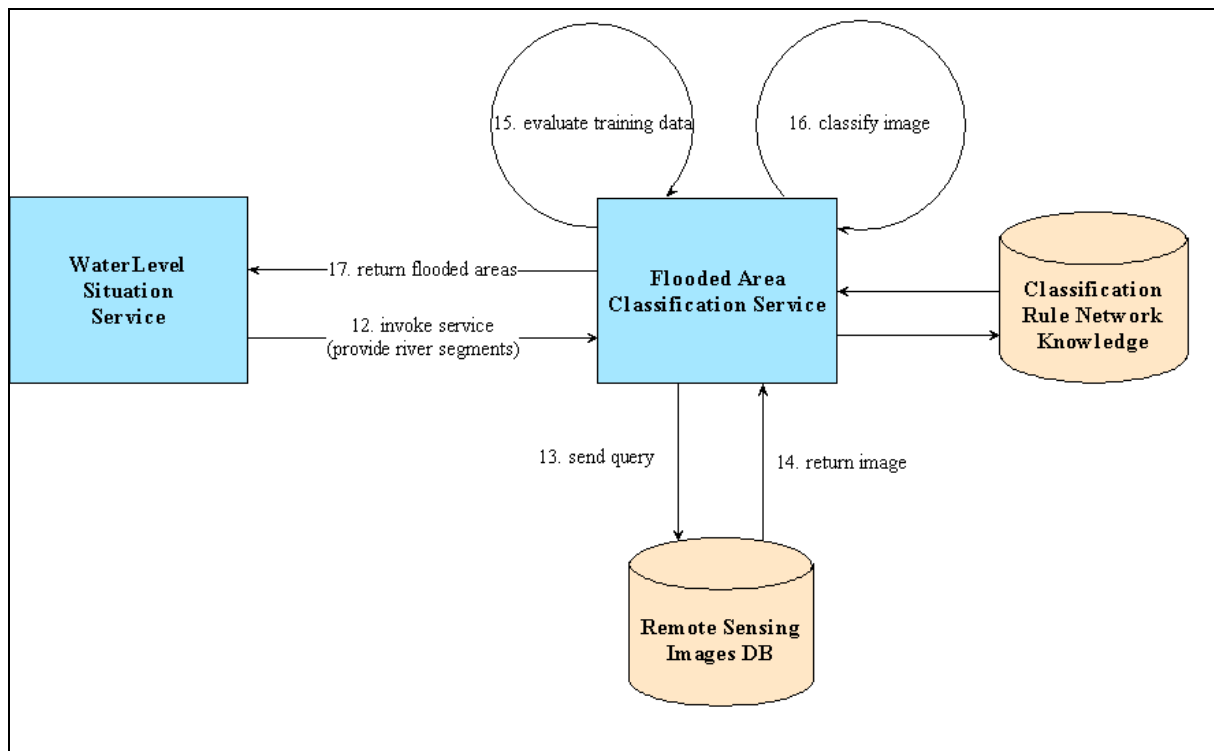 15. evaluate training data
16. classify image
WaterLevel
Situation
Service
17. return flooded areas
12. invoke service
(provide river segments)
Flooded Area
Classification Service
Classification
Rule Network
Knowledge
13. send query
14. return image
Remote Sensing
Images DB